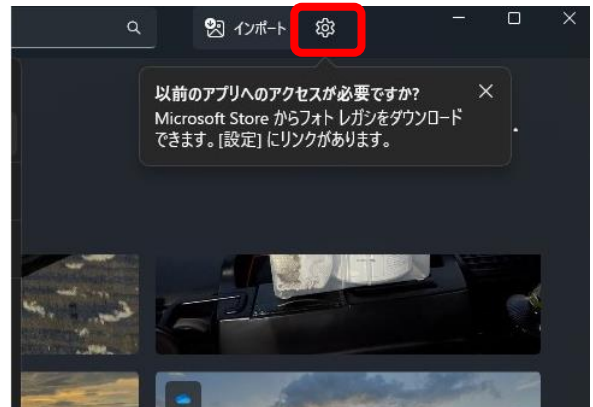 インポート
以前のアプリへのアクセスが必要ですか?
Microsoft Store からフォト レガシをダウンロード
できます。[設定] にリンクがあります。